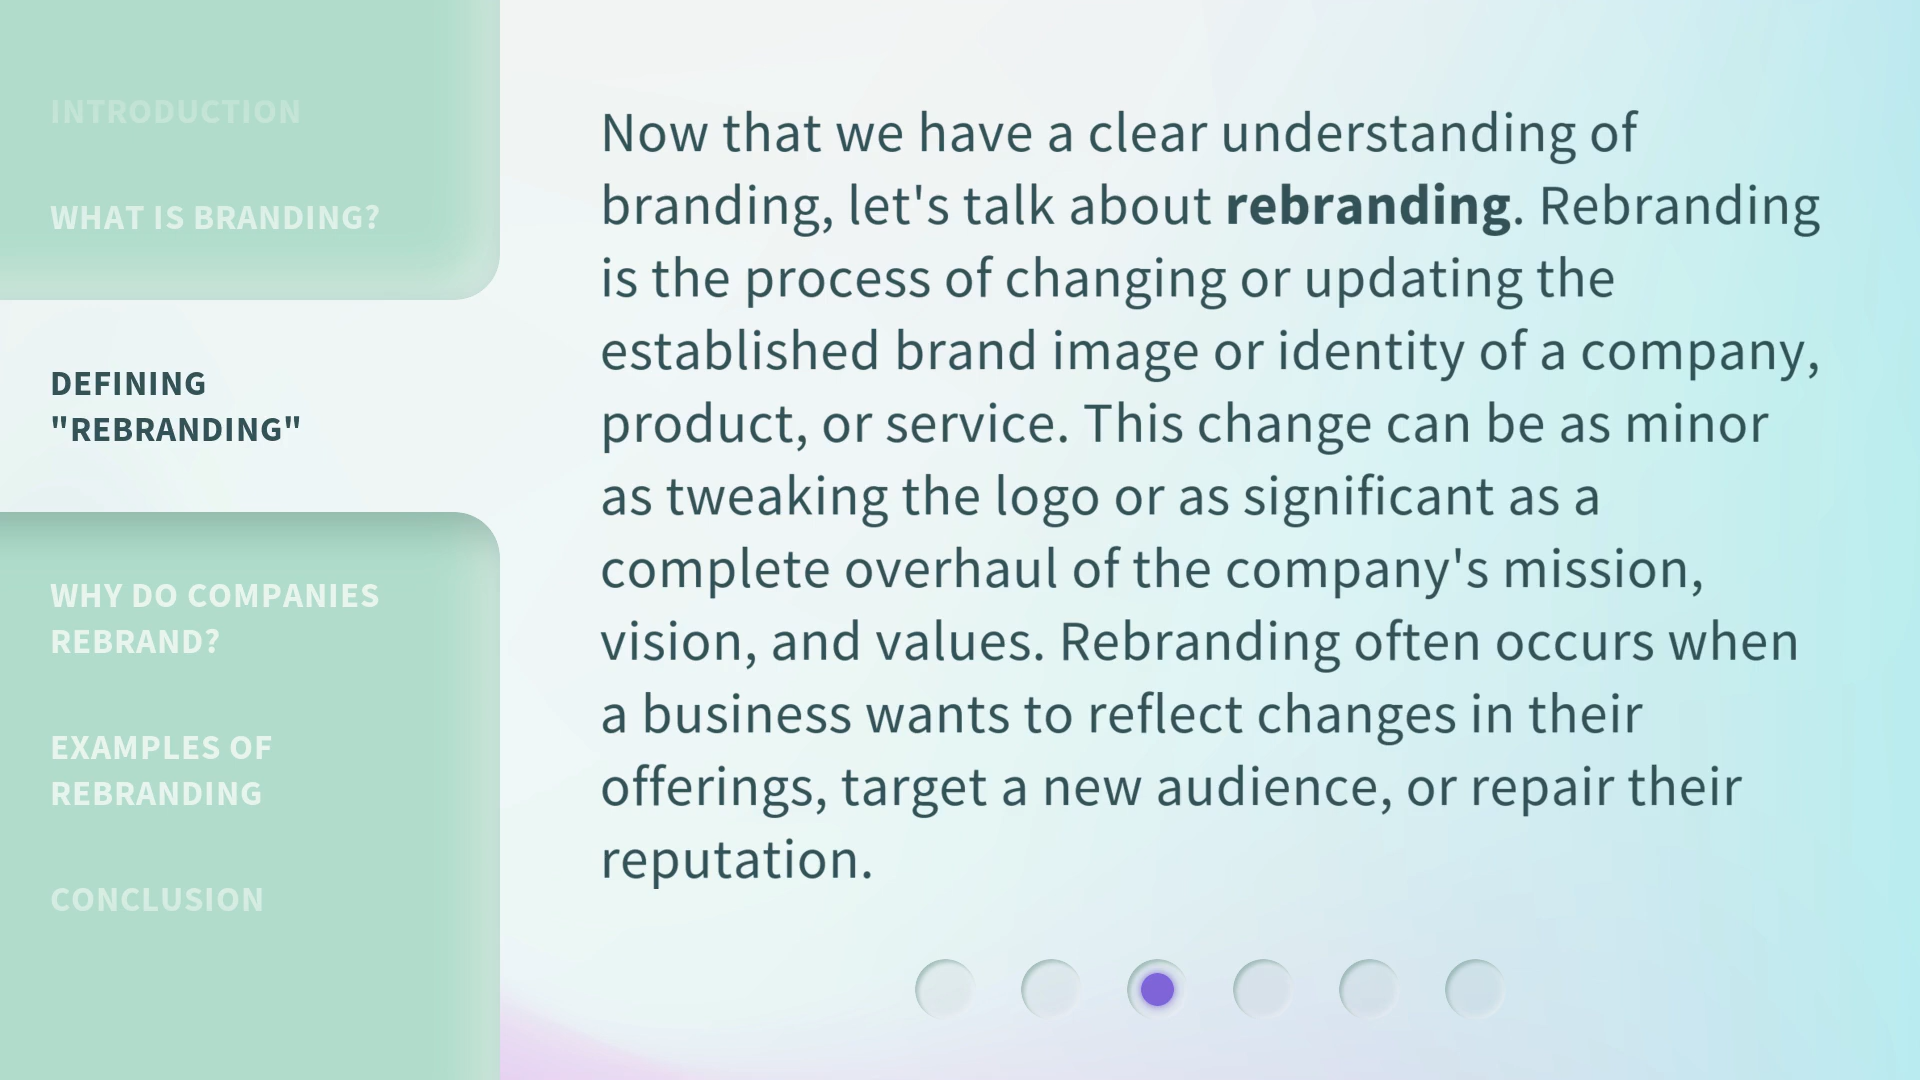 INTRODUCTION
WHAT IS BRANDING?
DEFINING
"REBRANDING"
WHY DO COMPANIES
REBRAND?
EXAMPLES OF
REBRANDING
CONCLUSION
Now that we have a clear understanding of
branding, let's talk about rebranding. Rebranding
is the process of changing or updating the
established brand image or identity of a company,
product, or service. This change can be as minor
as tweaking the logo or as significant as a
complete overhaul of the company's mission,
vision, and values. Rebranding often occurs when
a business wants to reflect changes in their
offerings, target a new audience, or repair their
reputation.